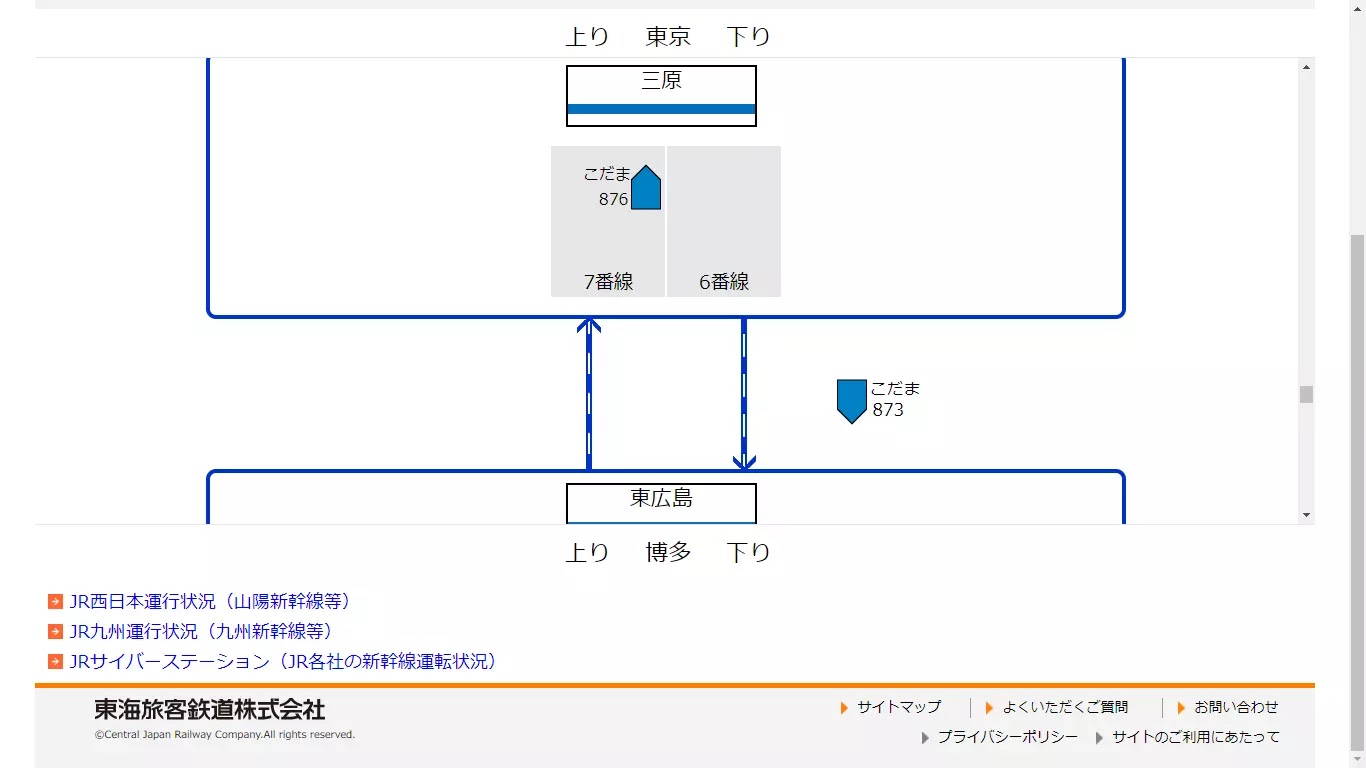 上り 東京 下り
三原
こだま
876
7番線 6番線
こだま
873
東広島
上り 博多 下り
JR西日本運行状況（山陽新幹線等）
JR九州運行状況（九州新幹線等）
JRサイバーステーション（JR各社の新幹線運転状況）
東海旅客鉄道株式会社
©Central Japan Railway Company.All rights reserved.
サイトマップ よくいただくご質問 お問い合わせ
プライバシーポリシー サイトのご利用にあたって